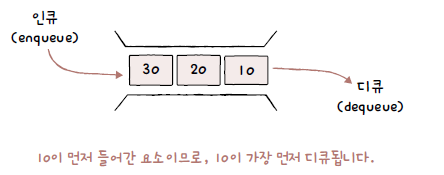 인큐
(enqueue)
30 20 10
디큐
(dequeue)
10이 먼저 들어간 요소이므로, 10이 가장 먼저 디큐됩니다.